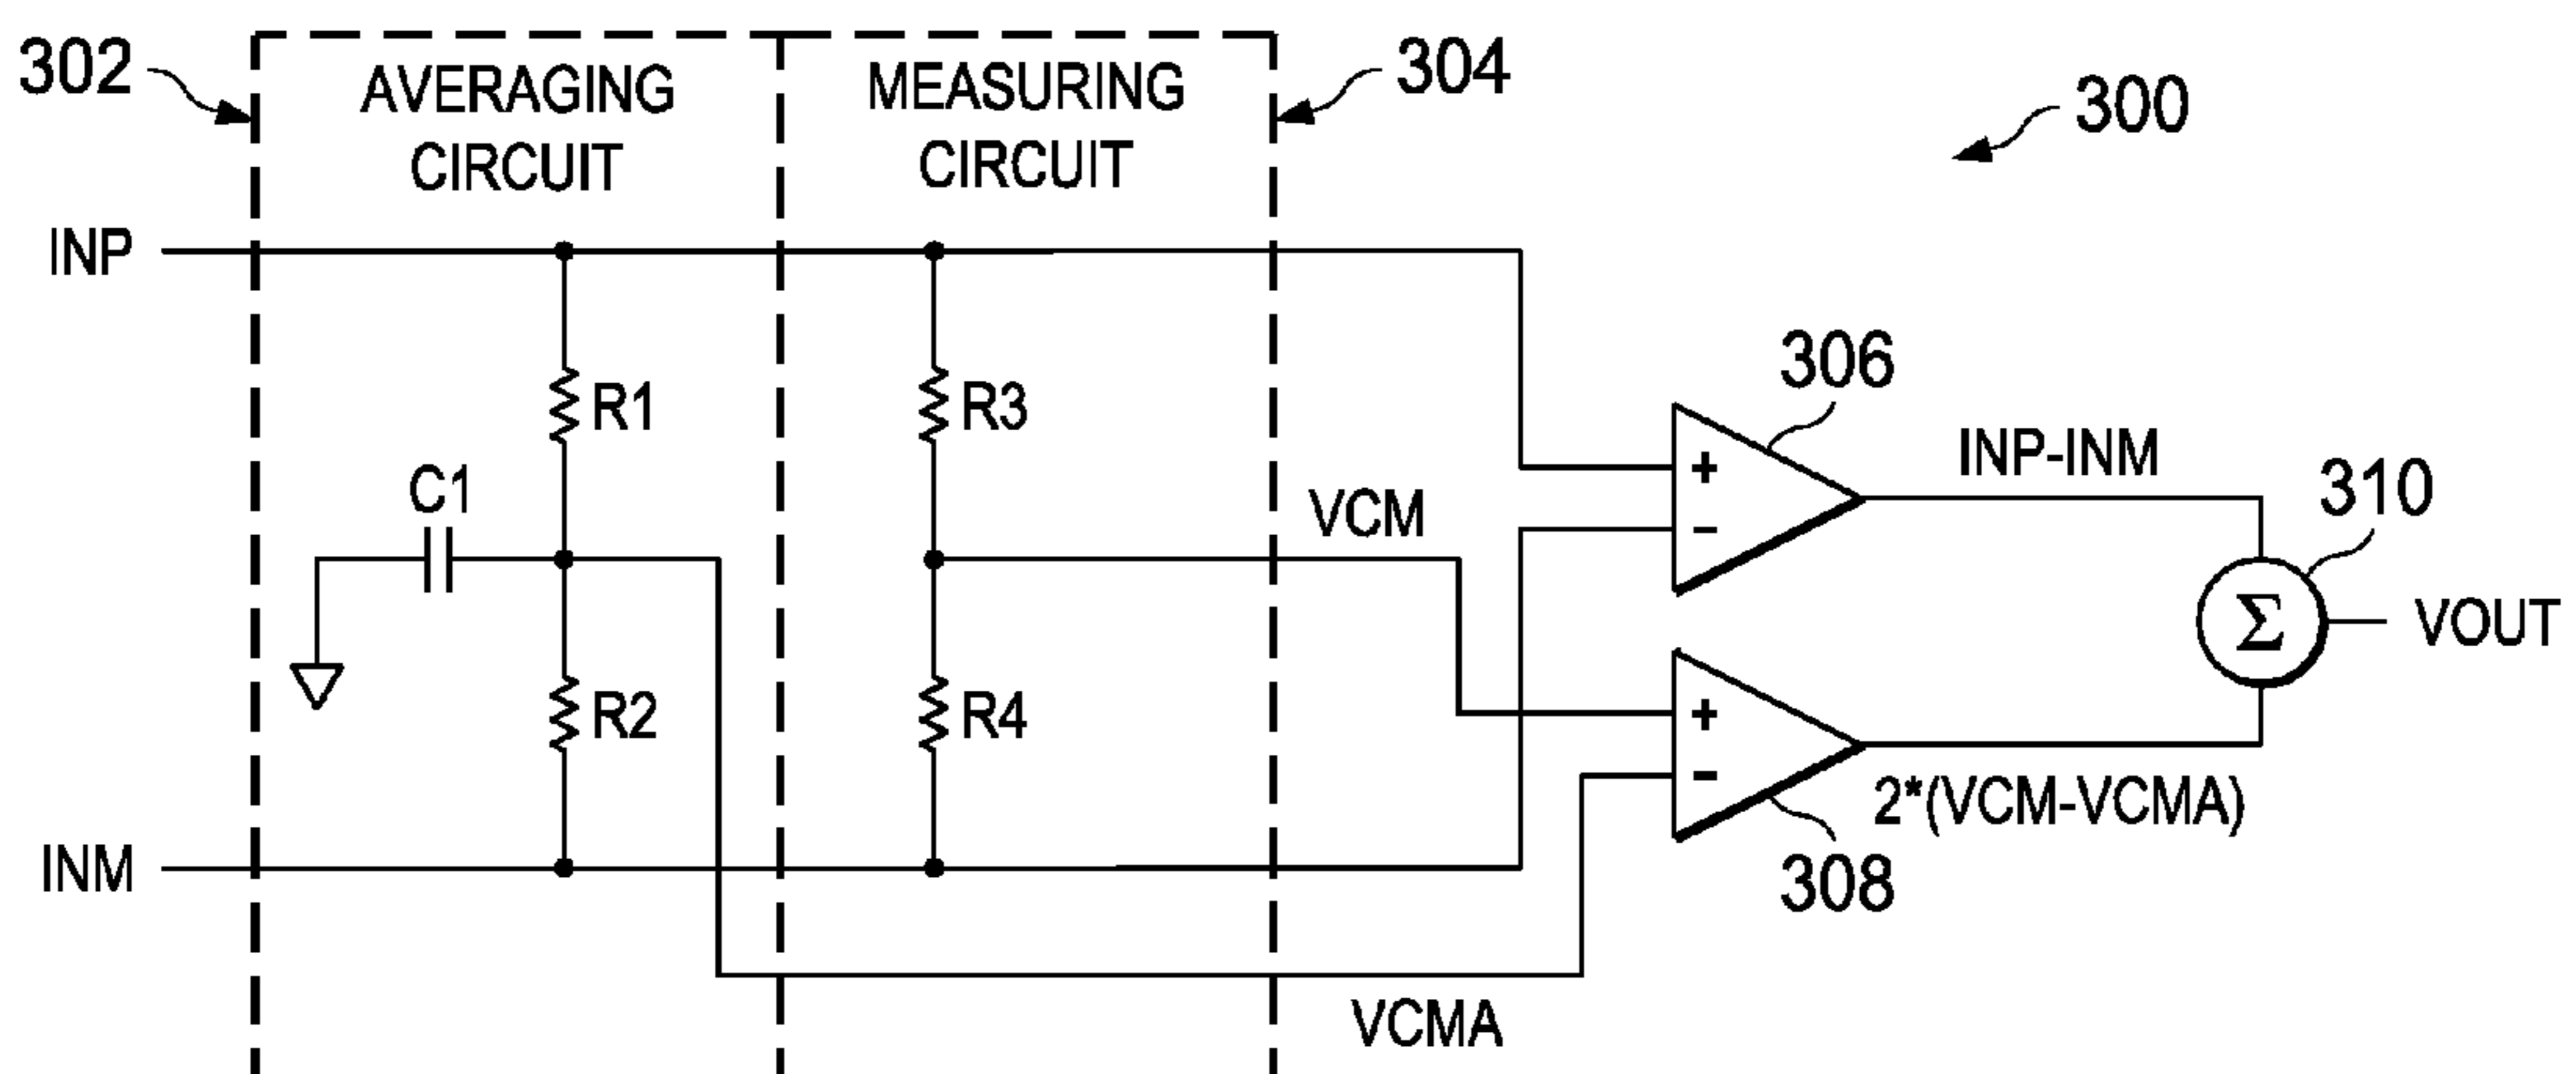 302
AVERAGING
CIRCUIT
MEASURING
CIRCUIT
304
300
INP
R1
R3
306
INP-INM
C1
VCM
310
+
-
Σ
VOUT
R2
R4
+
-
2*(VCM-VCMA)
INM
308
VCMA